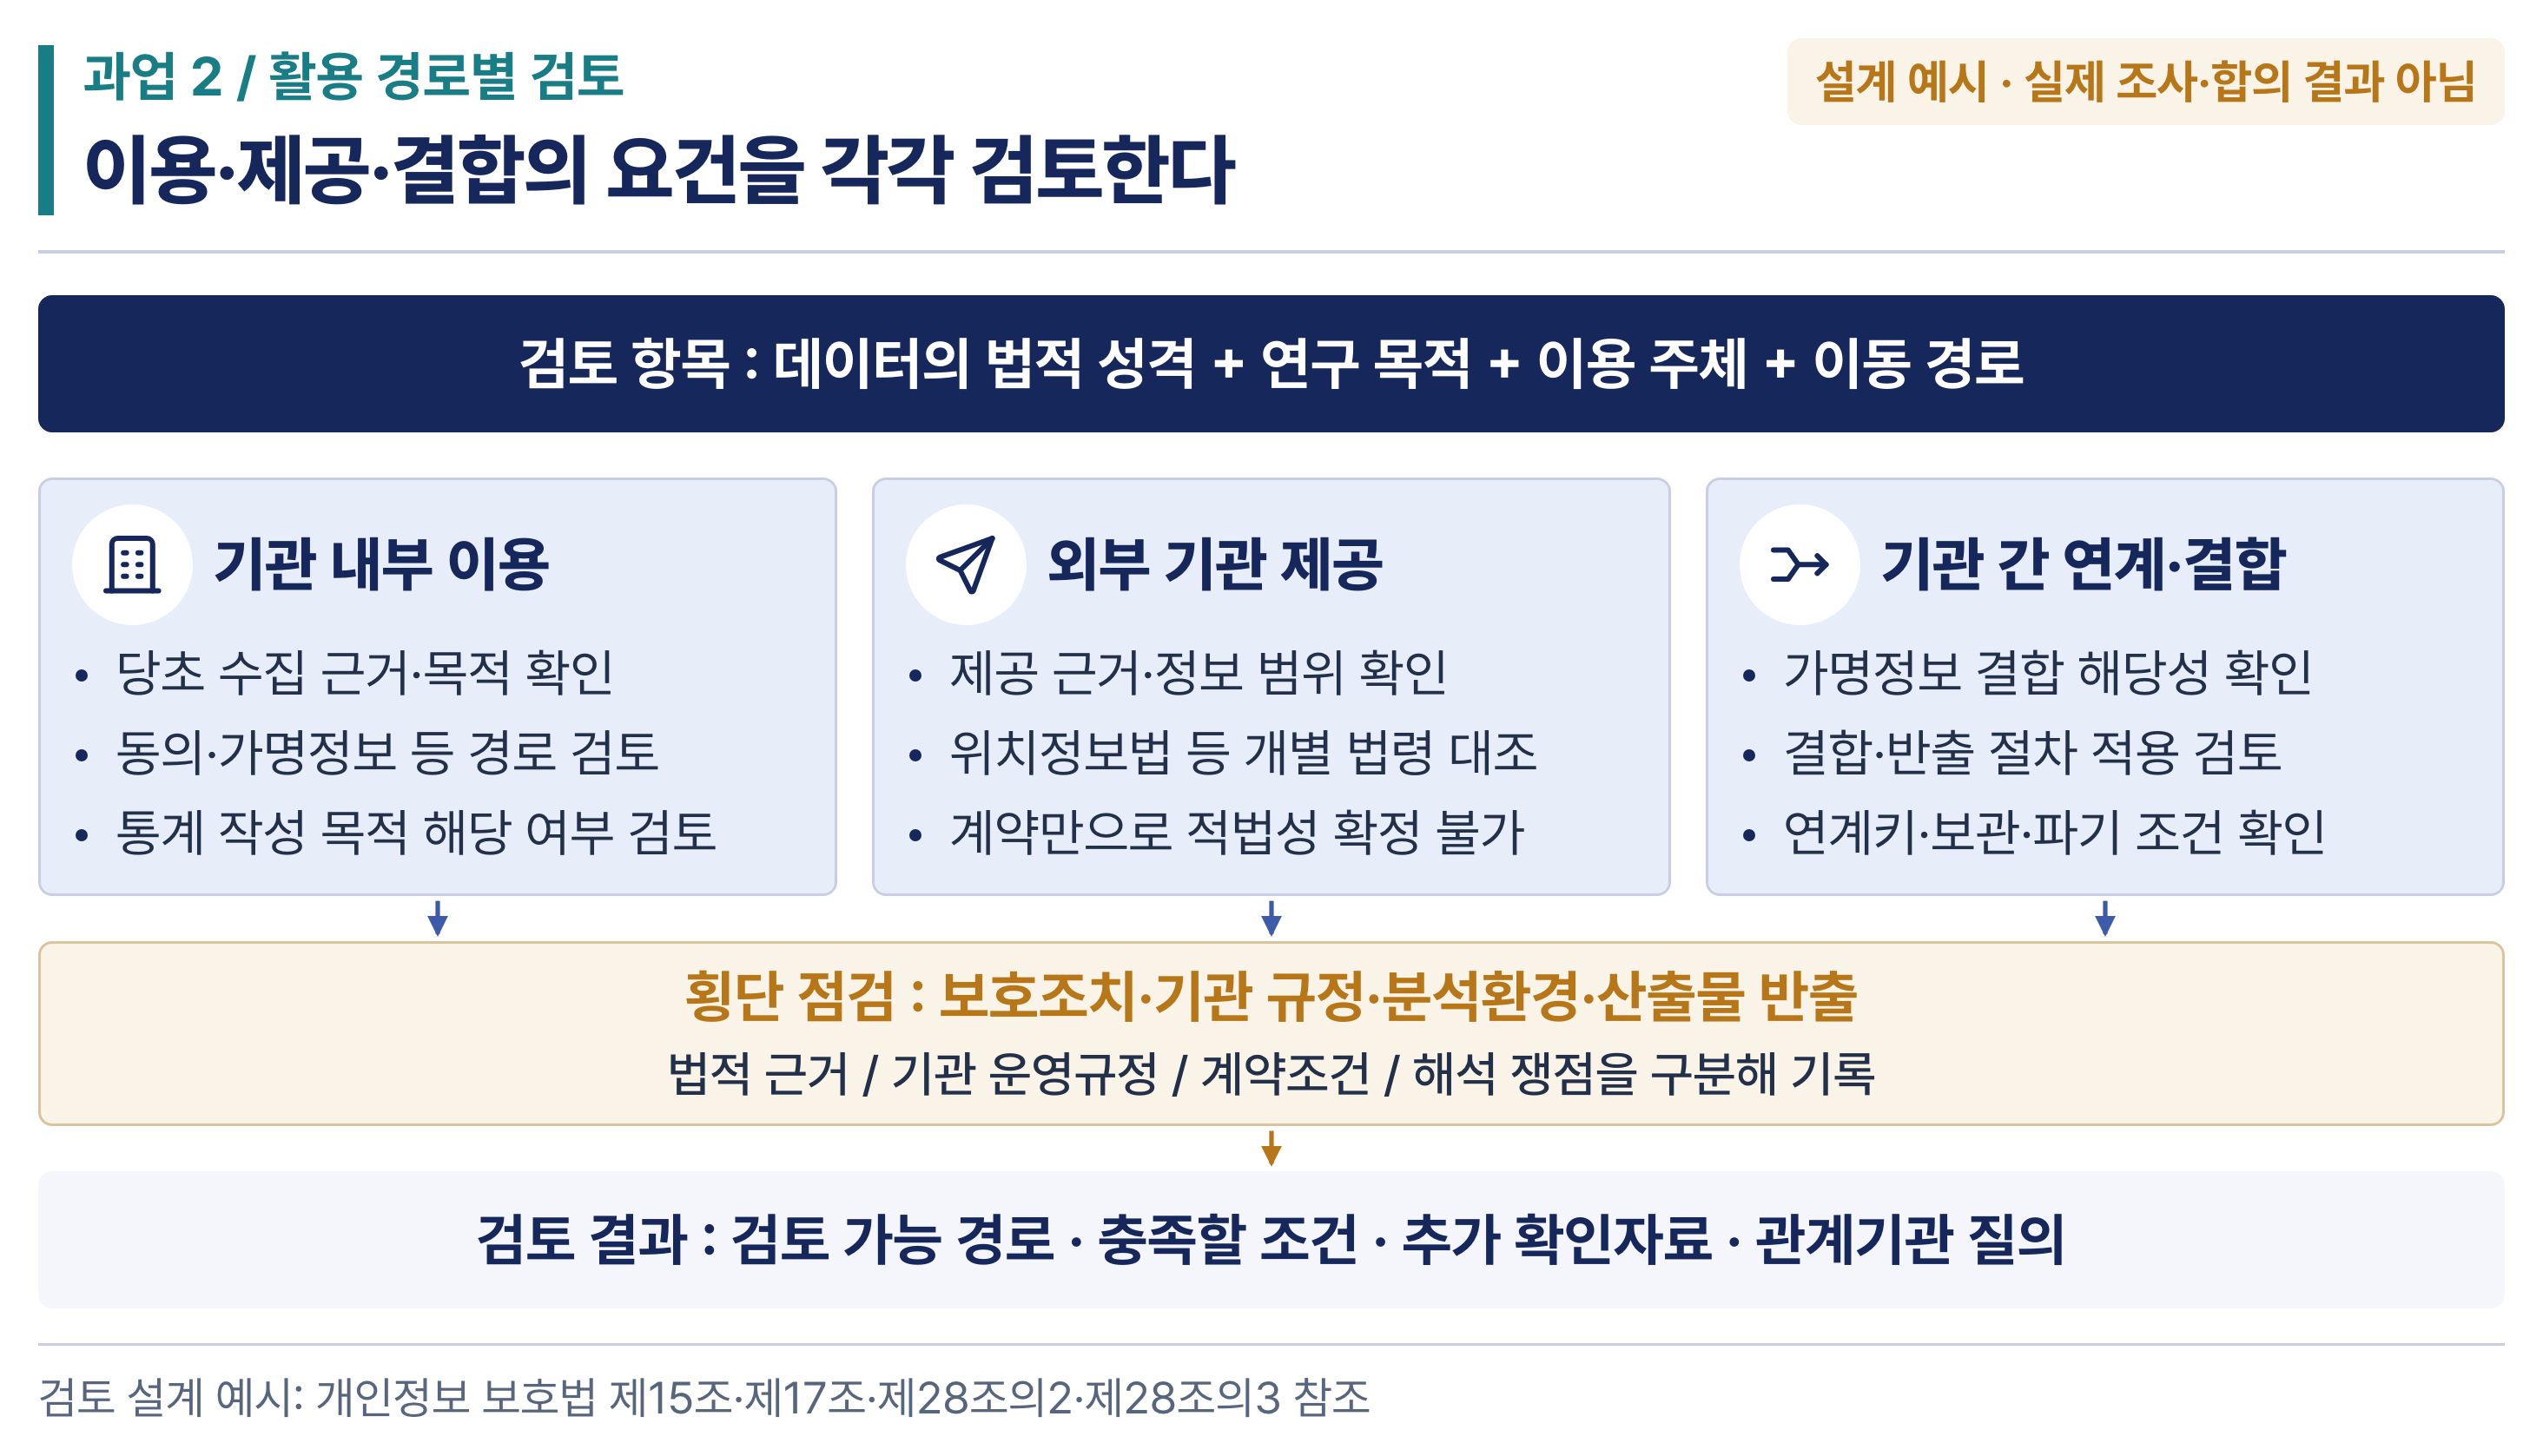 과업 2 / 활용 경로별 검토
설계 예시 · 실제 조사·합의 결과 아님
이용·제공·결합의 요건을 각각 검토한다
검토 항목 : 데이터의 법적 성격 + 연구 목적 + 이용 주체 + 이동 경로
기관 내부 이용
• 당초 수집 근거·목적 확인
• 동의·가명정보 등 경로 검토
• 통계 작성 목적 해당 여부 검토
외부 기관 제공
• 제공 근거·정보 범위 확인
• 위치정보법 등 개별 법령 대조
• 계약만으로 적법성 확정 불가
기관 간 연계·결합
• 가명정보 결합 해당성 확인
• 결합·반출 절차 적용 검토
• 연계키·보관·파기 조건 확인
횡단 점검 : 보호조치·기관 규정·분석환경·산출물 반출
법적 근거 / 기관 운영규정 / 계약조건 / 해석 쟁점을 구분해 기록
검토 결과 : 검토 가능 경로 · 충족할 조건 · 추가 확인자료 · 관계기관 질의
검토 설계 예시: 개인정보 보호법 제15조·제17조·제28조의2·제28조의3 참조